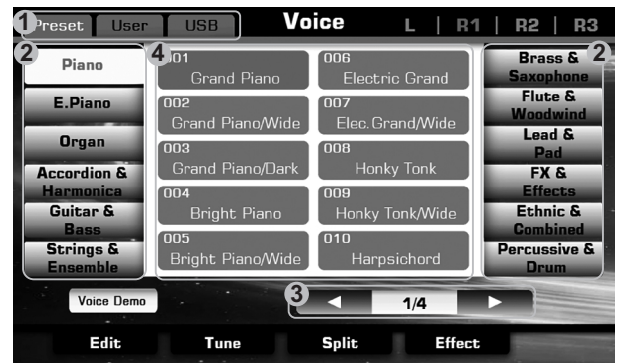 1 Preset User USB Voice L | R1 | R2 | R3
2
Piano
E.Piano
Organ
Accordion &
Harmonica
Guitar &
Bass
Strings &
Ensemble
4
001
Grand Piano
002
Grand Piano/Wide
003
Grand Piano/Dark
004
Bright Piano
005
Bright Piano/Wide
006
Electric Grand
007
Elec.Grand/Wide
008
Honky Tonk
009
Honky Tonk/Wide
010
Harpsichord
2
Brass &
Saxophone
Flute &
Woodwind
Lead &
Pad
FX &
Effects
Ethnic &
Combined
Percussive &
Drum
Voice Demo
3
1/4
Edit Tune Split Effect